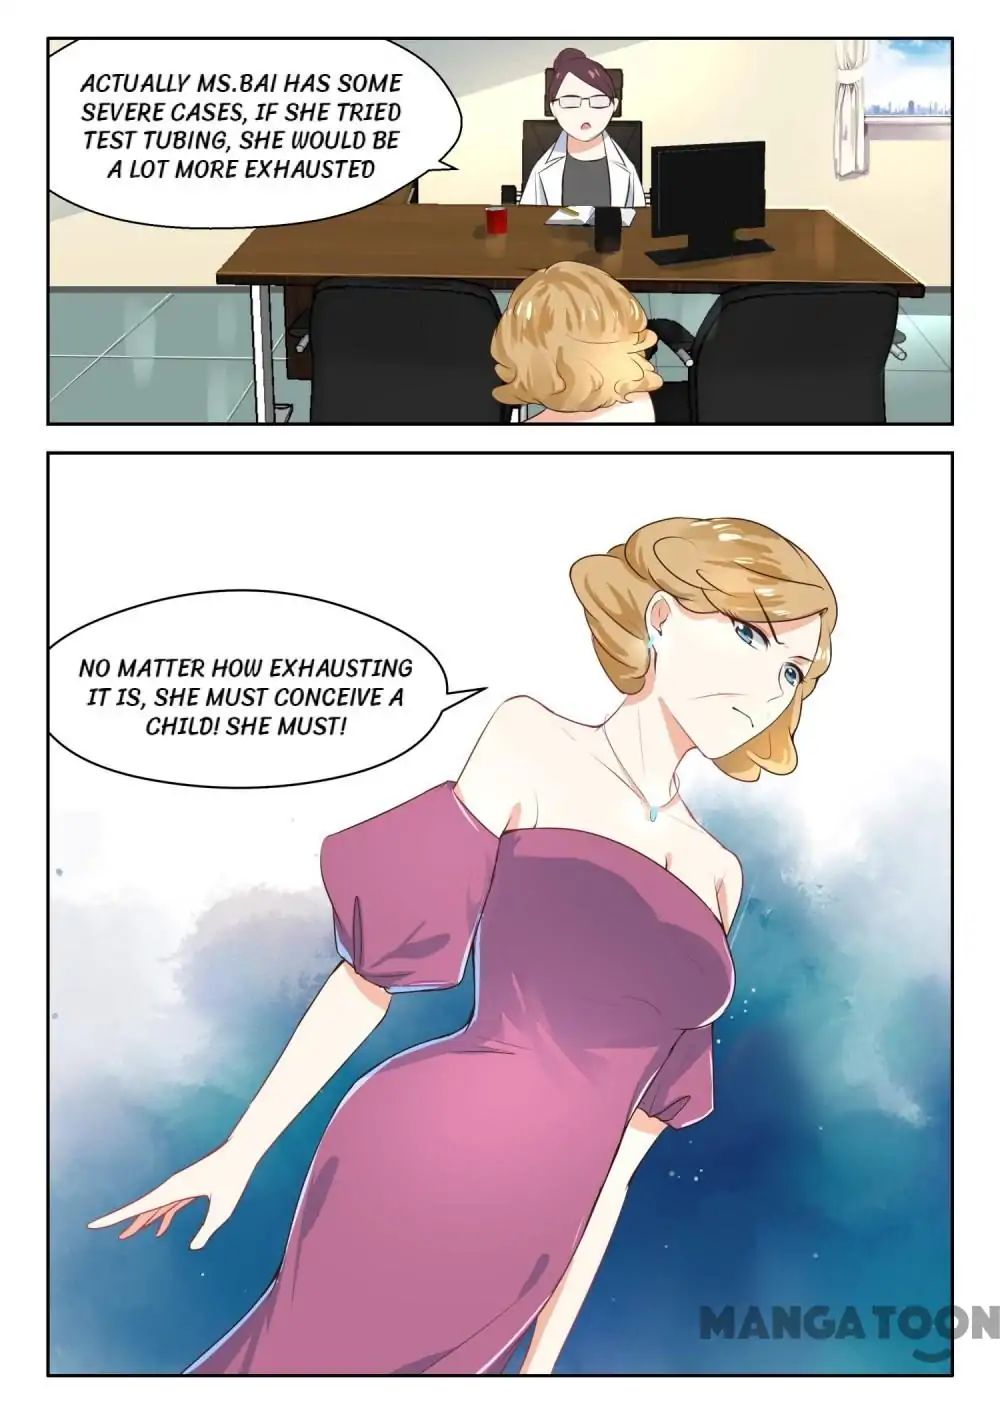 ACTUALLY MS.BAI HAS SOME
SEVERE CASES, IF SHE TRIED
TEST TUBING, SHE WOULD BE
A LOT MORE EXHAUSTED
NO MATTER HOW EXHAUSTING
IT IS, SHE MUST CONCEIVE A
CHILD! SHE MUST!
MANGATOON